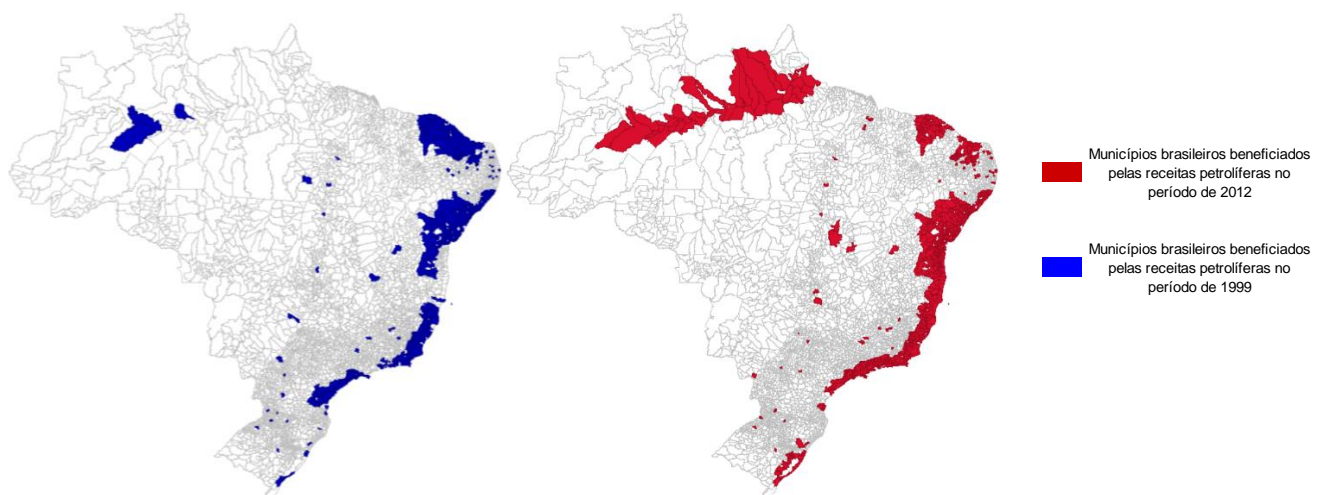 Municípios brasileiros beneficiados
pelas receitas petrolíferas no
período de 2012
Municípios brasileiros beneficiados
pelas receitas petrolíferas no
período de 1999